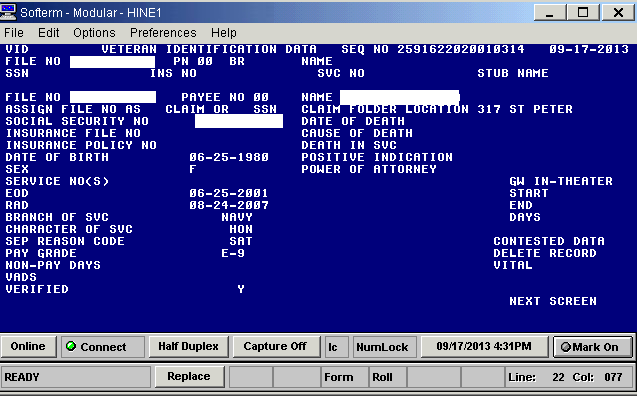 Softerm - Modular - HINE1
File Edit Options Preferences Help
VID VETERAN IDENTIFICATION DATA SEQ NO 2591622020010314 09-17-2013
FILE NO PN 00 BR NAME
SSN INS NO SVC NO STUB NAME
FILE NO PAYEE NO 00 NAME
ASSIGN FILE NO AS CLAIM OR SSN CLAIM FOLDER LOCATION 317 ST PETER
SOCIAL SECURITY NO DATE OF DEATH
INSURANCE FILE NO CAUSE OF DEATH
INSURANCE POLICY NO DEATH IN SVC
DATE OF BIRTH 06-25-1980 POSITIVE INDICATION
SEX F POWER OF ATTORNEY
SERVICE NO(S) GW IN-THEATER
EOD 06-25-2001 START
RAD 08-24-2007 END
BRANCH OF SVC NAVY DAYS
CHARACTER OF SVC HON
SEP REASON CODE SAT CONTESTED DATA
PAY GRADE E-9 DELETE RECORD
NON-PAY DAYS VITAL
VADS
VERIFIED Y
NEXT SCREEN
Online Connect Half Duplex Capture Off Ic NumLock 09/17/2013 4:31PM Mark On
READY Replace Form Roll Line: 22 Col: 077